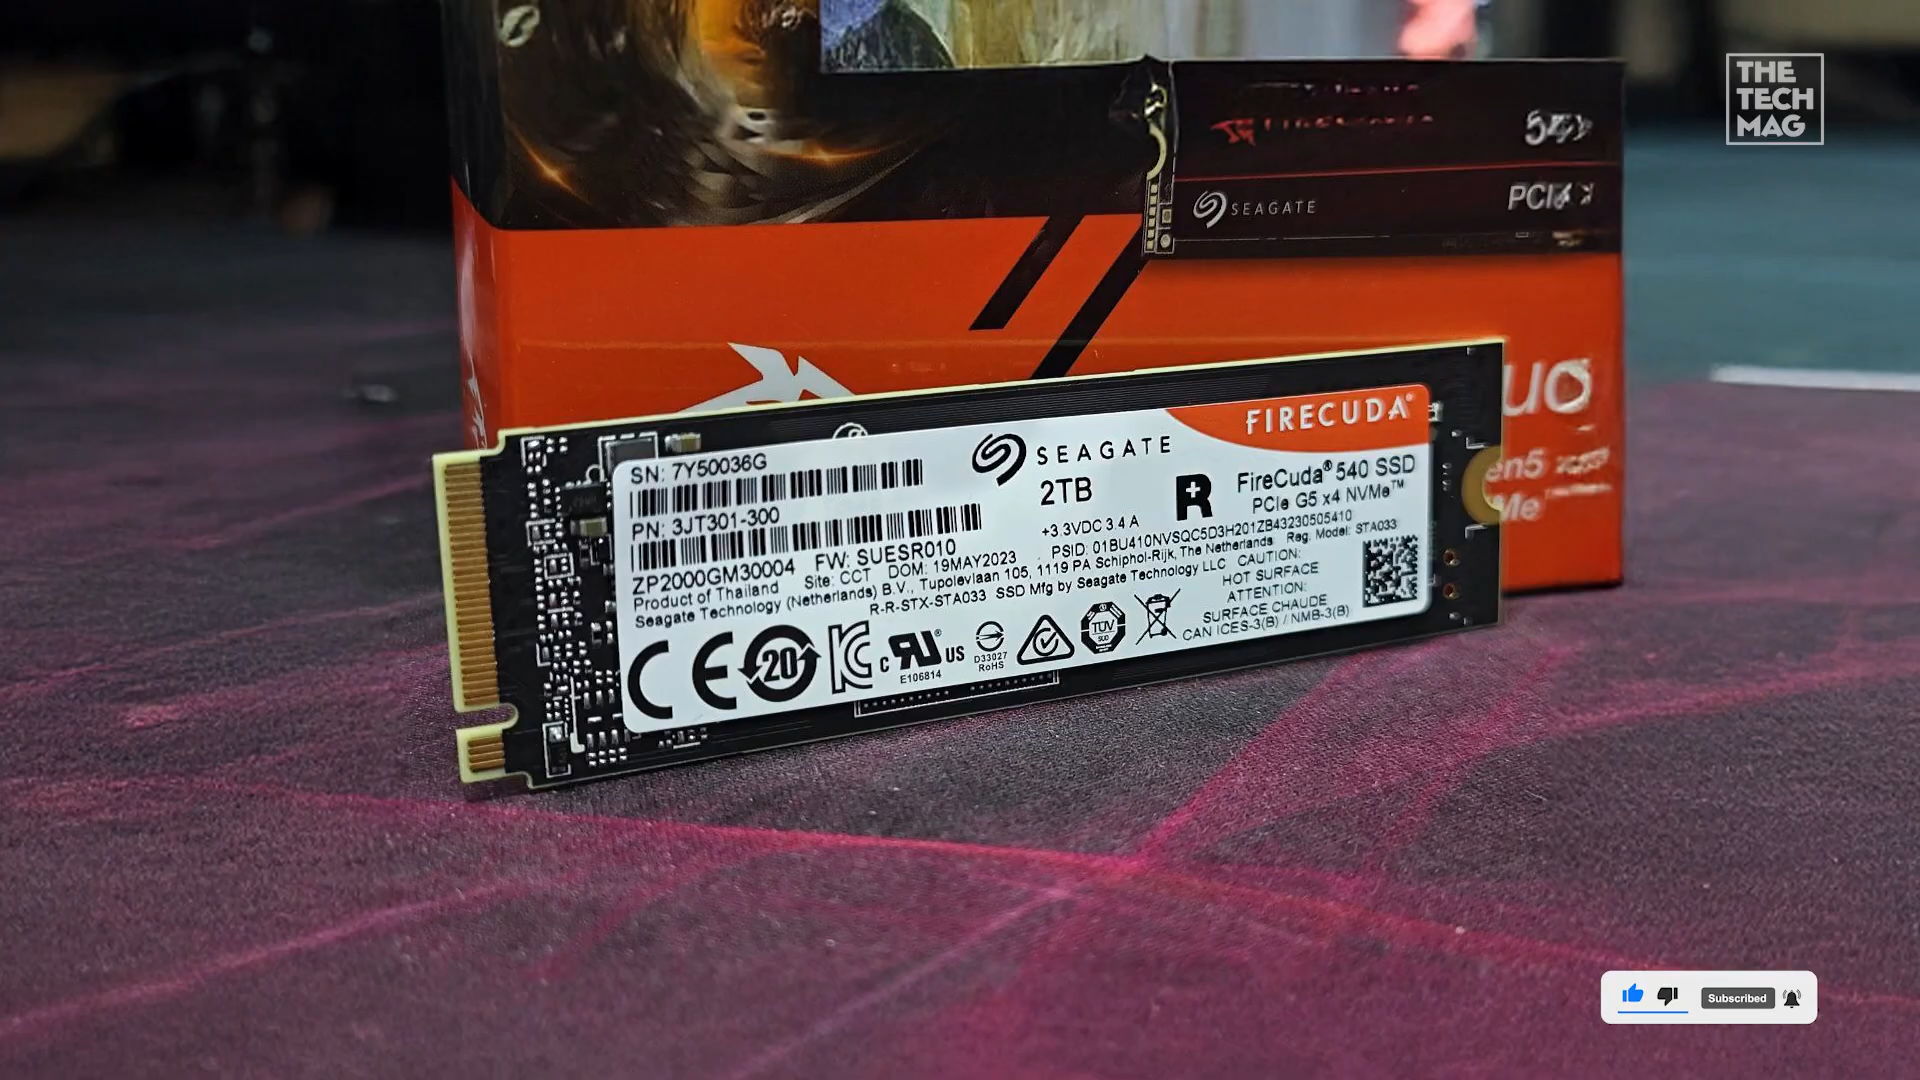 THE
TECH
MAG
SEAGATE
SN: 7Y50036G
PN: 3JT301-300
ZP2000GM30004
FW: SUESR010
Product of Thailand
Site: CCT DOM: 19MAY2023
Seagate Technology (Netherlands) B.V., Tupolevlaan 105, 1119 PA Schiphol-Rijk, The Netherlands
R-R-STX-STA033 SSD Mfg by Seagate Technology LLC
SEAGATE
2TB
+3.3VDC 3.4 A
PSID: 01BU410NVSQC5D3H201ZB43230505410
Reg. Model: STA033
FIRECUDA®
FireCuda® 540 SSD
PCIe G5 x4 NVMe™
CAUTION:
HOT SURFACE
ATTENTION:
SURFACE CHAUDE
CAN ICES-3(B) / NMB-3(B)
CE
20
c RU® US
E106814
D33027
RoHS
TÜV
SÜD
Subscribed